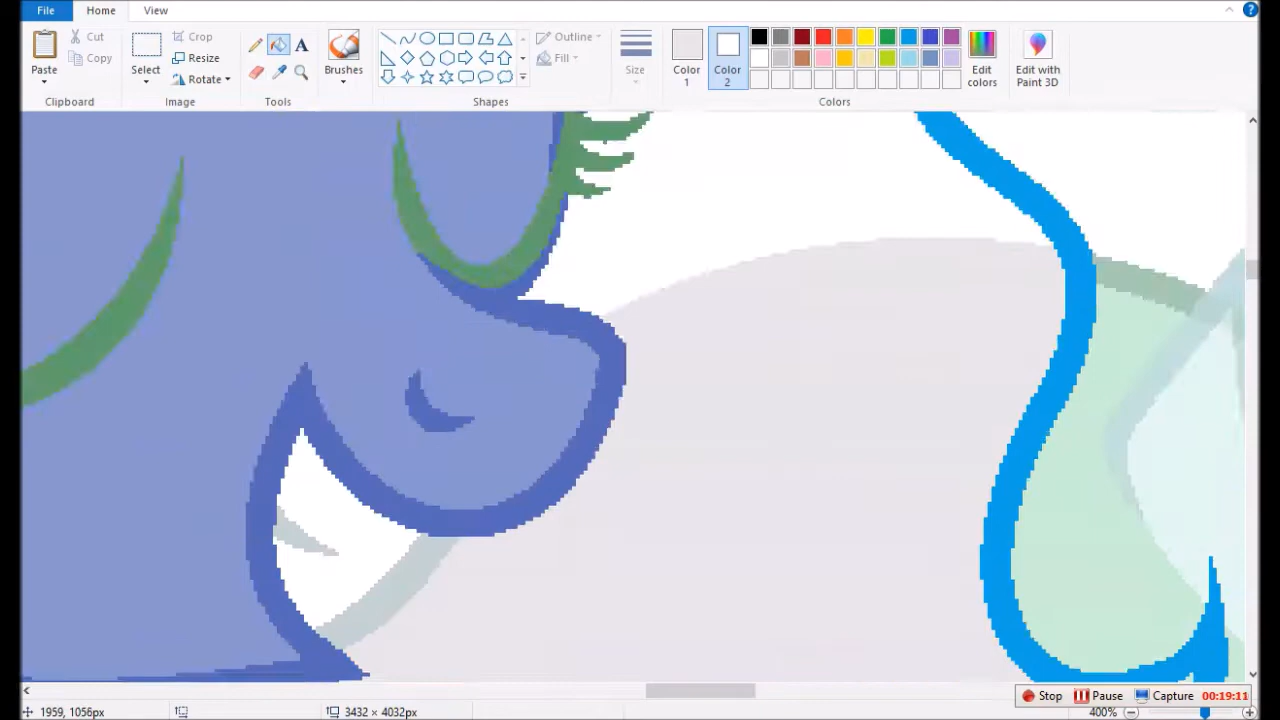 File Home View
Paste
Cut
Copy
Clipboard
Select
Crop
Resize
Rotate
Image
A
Tools
Brushes
Outline
Fill
Shapes
Size
Color 1
Color 2
Edit colors
Colors
Edit with Paint 3D
Stop Pause Capture 00:19:11
1959, 1056px
3432 × 4032px
400%